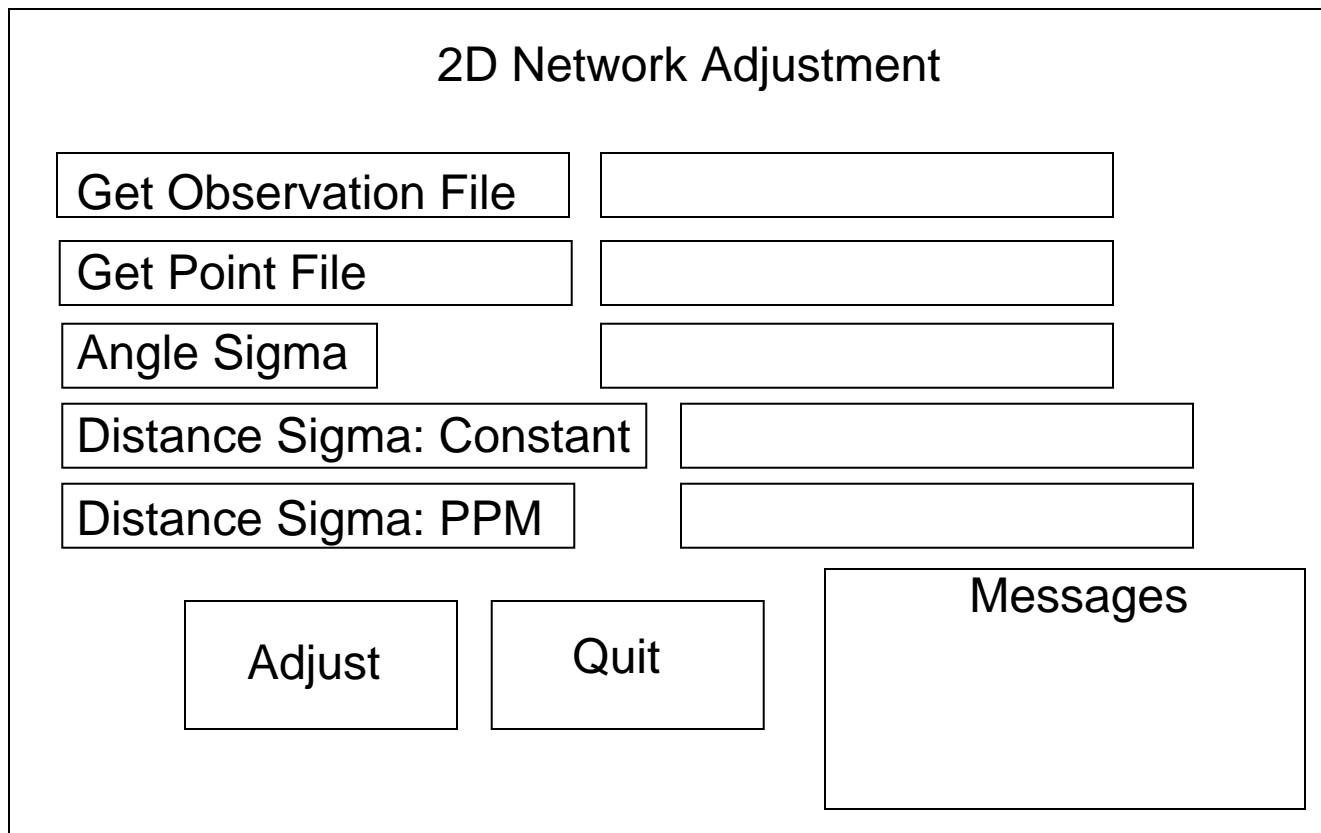 2D Network Adjustment
Get Observation File
Get Point File
Angle Sigma
Distance Sigma: Constant
Distance Sigma: PPM
Adjust
Quit
Messages